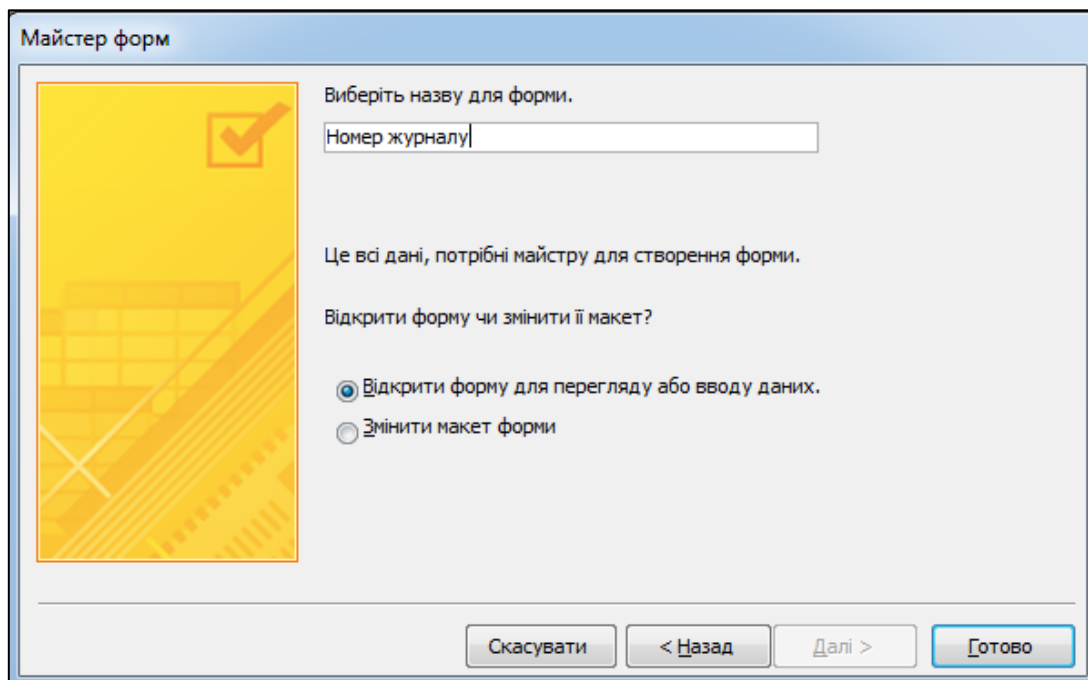 Майстер форм
Виберіть назву для форми.
Номер журналу
Це всі дані, потрібні майстру для створення форми.
Відкрити форму чи змінити її макет?
Відкрити форму для перегляду або вводу даних.
Змінити макет форми
Скасувати
< Назад
Далі >
Готово